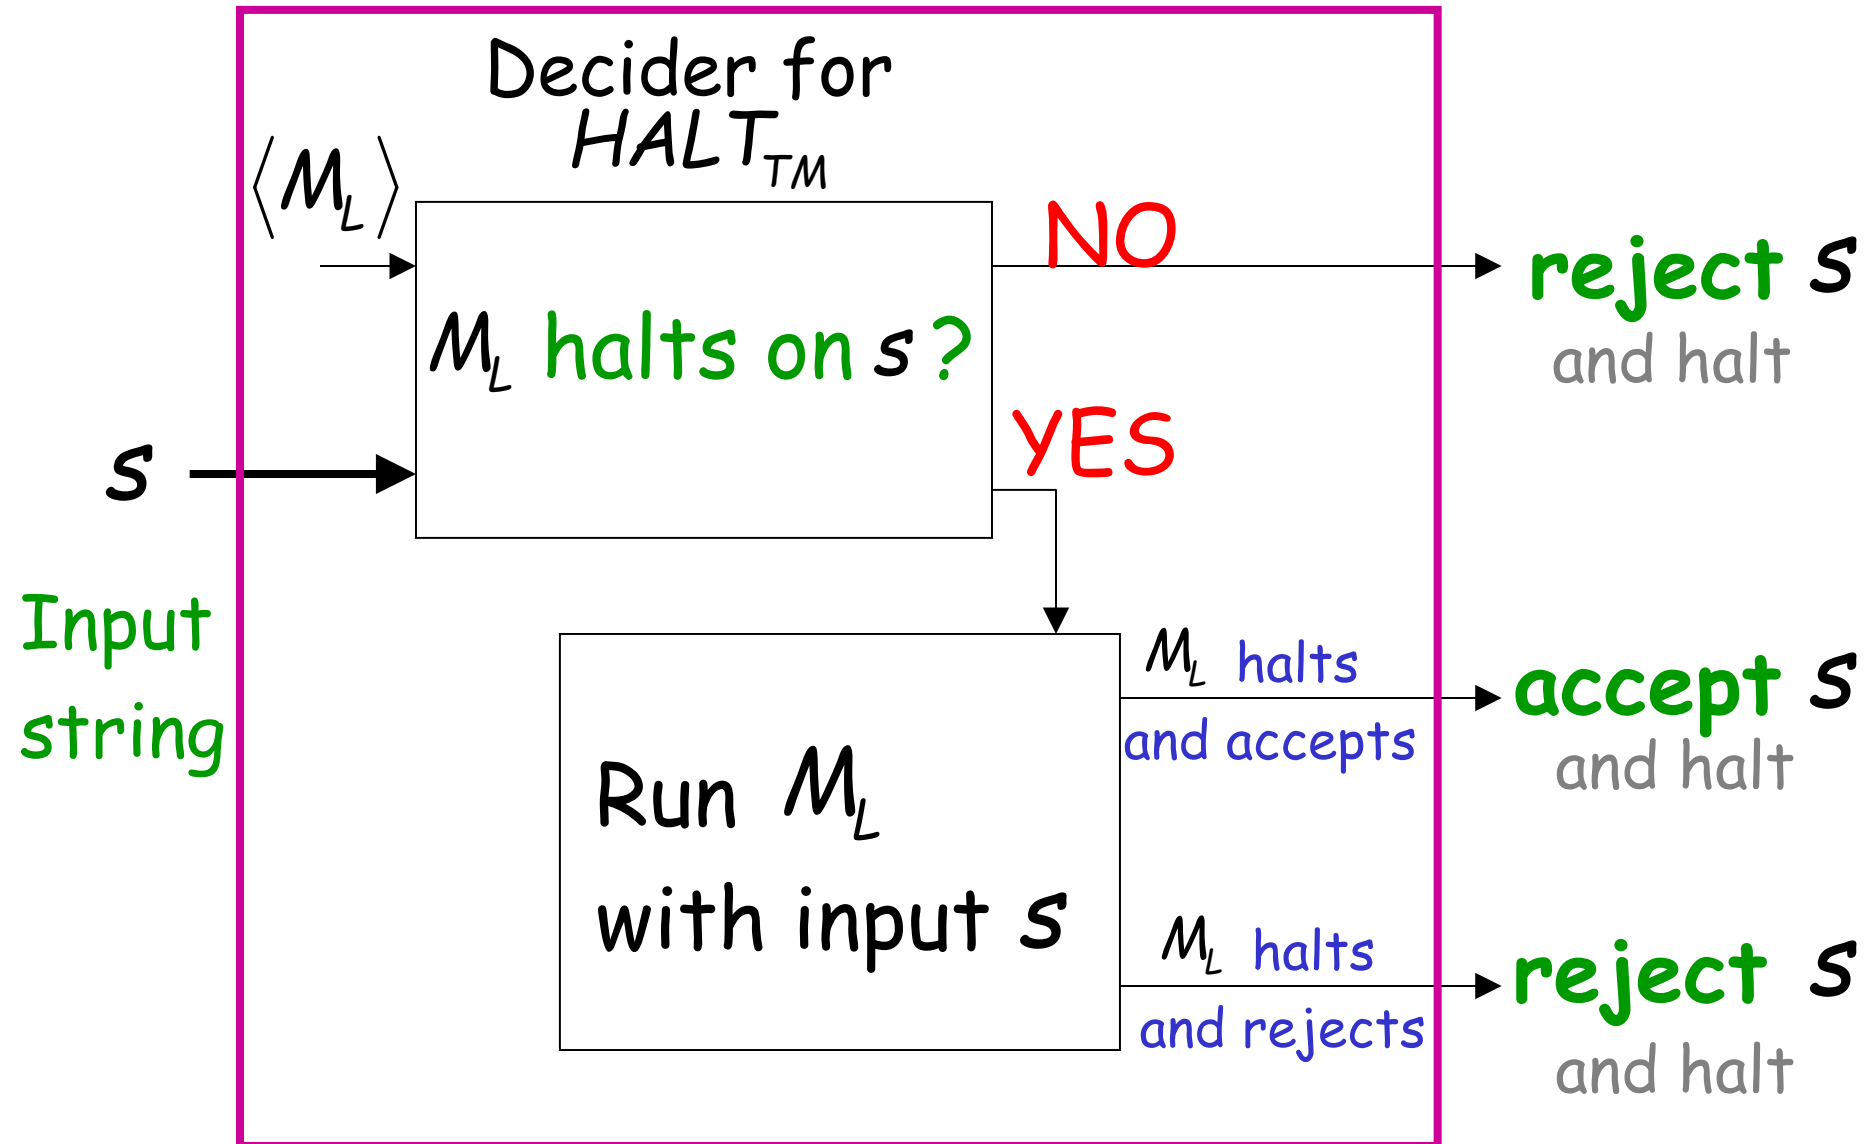 Decider for
HALT_TM
⟨M_L⟩
NO
reject s
and halt
M_L halts on s ?
YES
s
Input
string
M_L halts
and accepts
accept s
and halt
Run M_L
with input s
M_L halts
and rejects
reject s
and halt